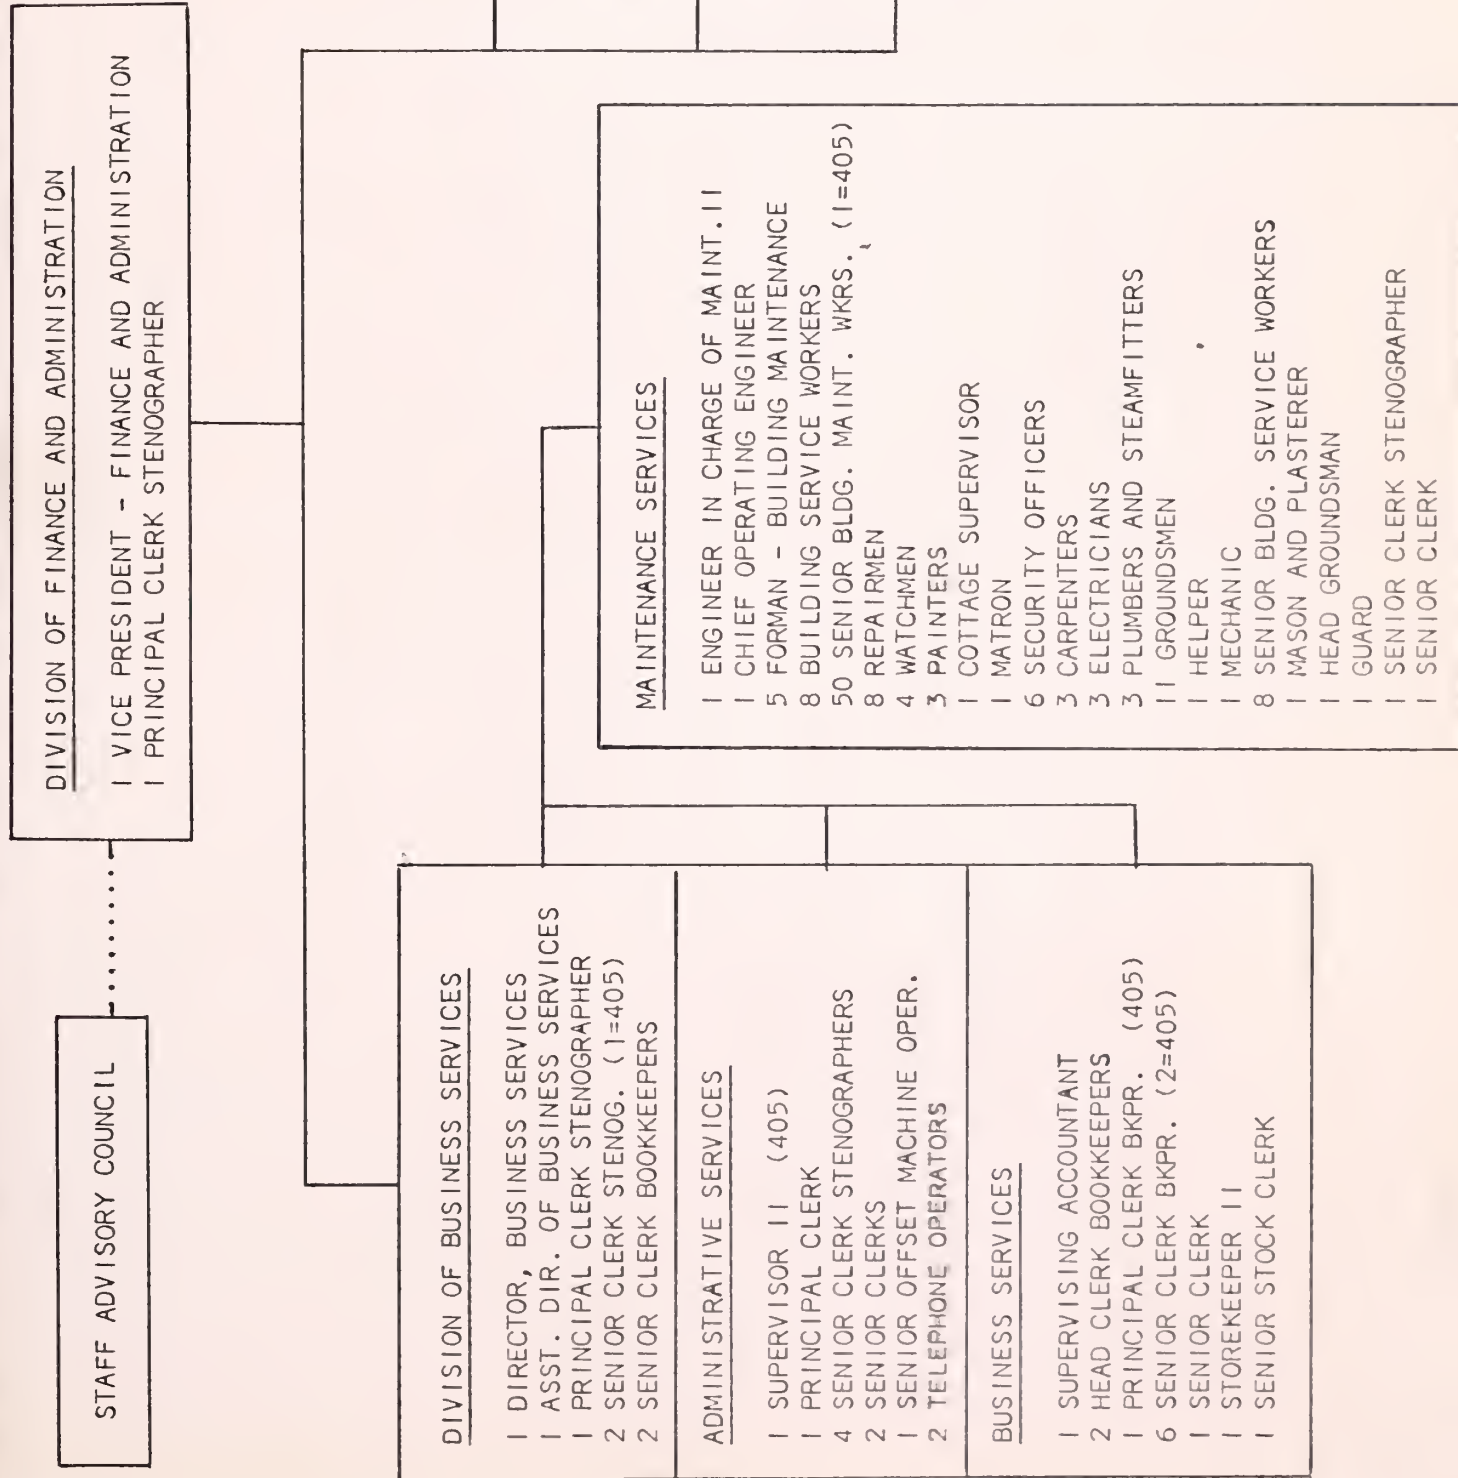 STAFF ADVISORY COUNCIL
DIVISION OF FINANCE AND ADMINISTRATION
1 VICE PRESIDENT - FINANCE AND ADMINISTRATION
1 PRINCIPAL CLERK STENOGRAPHER
DIVISION OF BUSINESS SERVICES
1 DIRECTOR, BUSINESS SERVICES
1 ASST. DIR. OF BUSINESS SERVICES
1 PRINCIPAL CLERK STENOGRAPHER
2 SENIOR CLERK STENOG. (1=405)
2 SENIOR CLERK BOOKKEEPERS
ADMINISTRATIVE SERVICES
1 SUPERVISOR II (405)
1 PRINCIPAL CLERK
4 SENIOR CLERK STENOGRAPHERS
2 SENIOR CLERKS
1 SENIOR OFFSET MACHINE OPER.
2 TELEPHONE OPERATORS
BUSINESS SERVICES
1 SUPERVISING ACCOUNTANT
2 HEAD CLERK BOOKKEEPERS
1 PRINCIPAL CLERK BKPR. (405)
6 SENIOR CLERK BKPR. (2=405)
1 SENIOR CLERK
1 STOREKEEPER II
1 SENIOR STOCK CLERK
MAINTENANCE SERVICES
1 ENGINEER IN CHARGE OF MAINT.II
1 CHIEF OPERATING ENGINEER
5 FORMAN - BUILDING MAINTENANCE
8 BUILDING SERVICE WORKERS
50 SENIOR BLDG. MAINT. WKRS. (1=405)
8 REPAIRMEN
4 WATCHMEN
3 PAINTERS
1 COTTAGE SUPERVISOR
1 MATRON
6 SECURITY OFFICERS
3 CARPENTERS
3 ELECTRICIANS
3 PLUMBERS AND STEAMFITTERS
11 GROUNDSMEN
1 HELPER
1 MECHANIC
8 SENIOR BLDG. SERVICE WORKERS
1 MASON AND PLASTERER
1 HEAD GROUNDSMAN
1 GUARD
1 SENIOR CLERK STENOGRAPHER
1 SENIOR CLERK